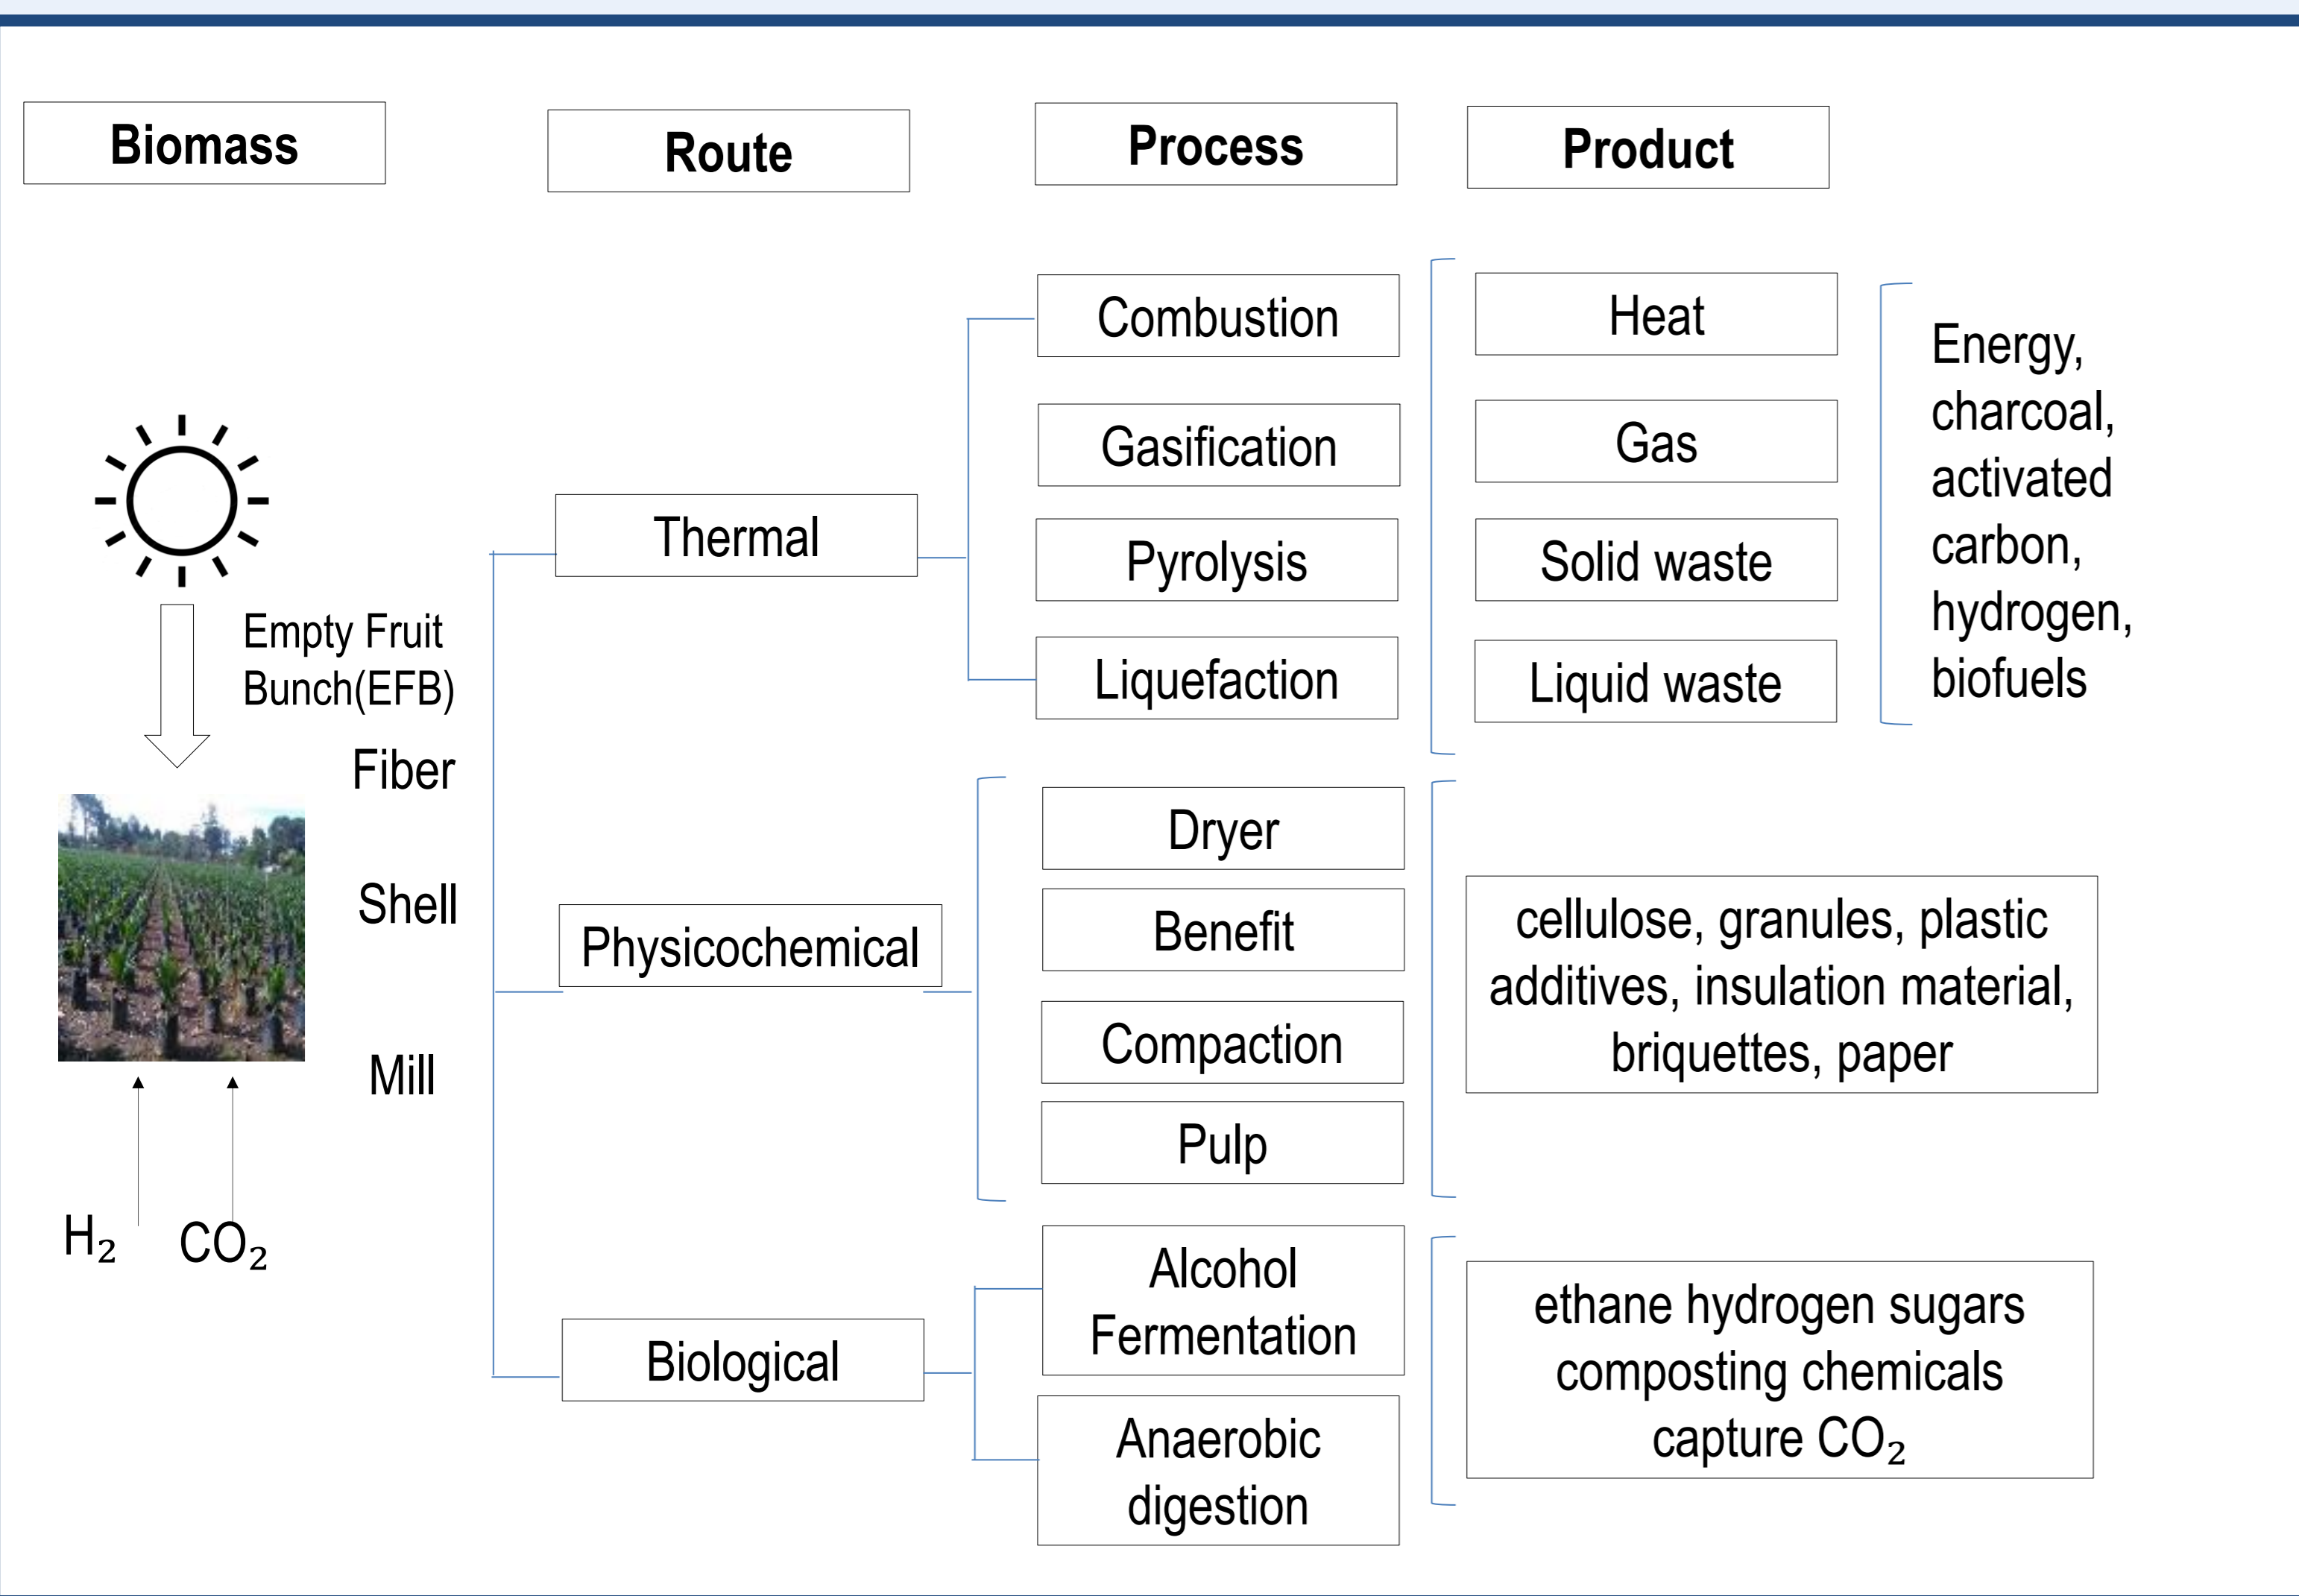 Biomass
Route
Process
Product
Empty Fruit
Bunch(EFB)
Fiber
Shell
Mill
H₂
CO₂
Thermal
Physicochemical
Biological
Combustion
Gasification
Pyrolysis
Liquefaction
Dryer
Benefit
Compaction
Pulp
Alcohol
Fermentation
Anaerobic
digestion
Heat
Gas
Solid waste
Liquid waste
Energy,
charcoal,
activated
carbon,
hydrogen,
biofuels
cellulose, granules, plastic
additives, insulation material,
briquettes, paper
ethane hydrogen sugars
composting chemicals
capture CO₂